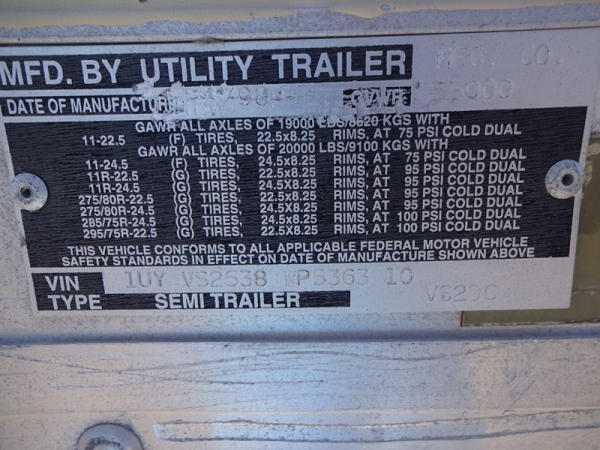 MFD. BY UTILITY TRAILER MFG. CO.
DATE OF MANUFACTURE GVWR
GAWR ALL AXLES OF 19000 LBS/8620 KGS WITH
11-22.5 (F) TIRES, 22.5x8.25 RIMS, AT 75 PSI COLD DUAL
GAWR ALL AXLES OF 20000 LBS/9100 KGS WITH
11-24.5 (F) TIRES, 24.5x8.25 RIMS, AT 75 PSI COLD DUAL
11R-22.5 (G) TIRES, 22.5x8.25 RIMS, AT 95 PSI COLD DUAL
11R-24.5 (G) TIRES, 24.5X8.25 RIMS, AT 95 PSI COLD DUAL
275/80R-22.5 (G) TIRES, 22.5X8.25 RIMS, AT 95 PSI COLD DUAL
275/80R-24.5 (G) TIRES, 24.5X8.25 RIMS, AT 95 PSI COLD DUAL
285/75R-24.5 (G) TIRES, 24.5X8.25 RIMS, AT 100 PSI COLD DUAL
295/75R-22.5 (G) TIRES, 22.5x8.25 RIMS, AT 100 PSI COLD DUAL
THIS VEHICLE CONFORMS TO ALL APPLICABLE FEDERAL MOTOR VEHICLE
SAFETY STANDARDS IN EFFECT ON DATE OF MANUFACTURE SHOWN ABOVE
VIN 1UY VS2538 WP5363 10
TYPE SEMI TRAILER VS2DC